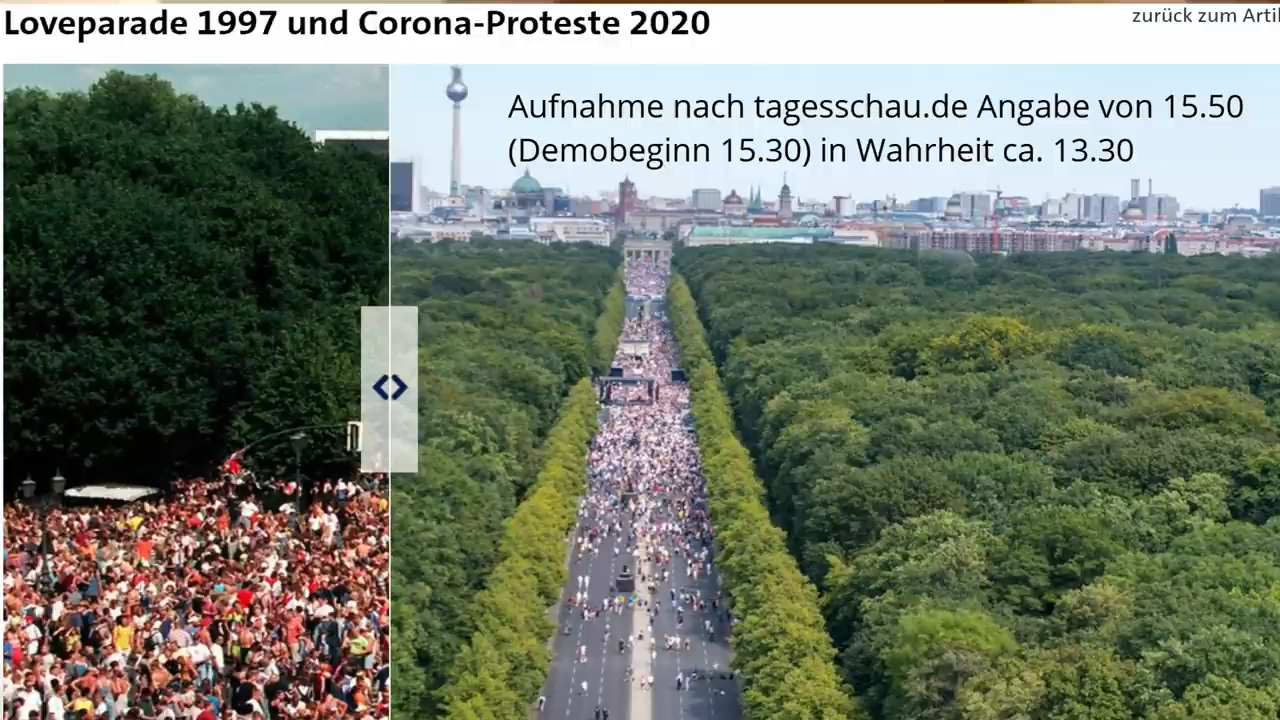 Loveparade 1997 und Corona-Proteste 2020
zurück zum Arti
Aufnahme nach tagesschau.de Angabe von 15.50
(Demobeginn 15.30) in Wahrheit ca. 13.30